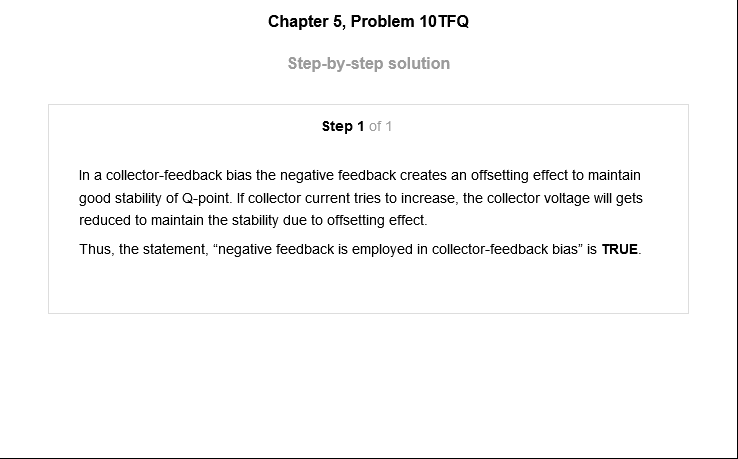 Chapter 5, Problem 10TFQ
Step-by-step solution
Step 1 of 1
In a collector-feedback bias the negative feedback creates an offsetting effect to maintain
good stability of Q-point. If collector current tries to increase, the collector voltage will gets
reduced to maintain the stability due to offsetting effect.
Thus, the statement, “negative feedback is employed in collector-feedback bias” is TRUE.